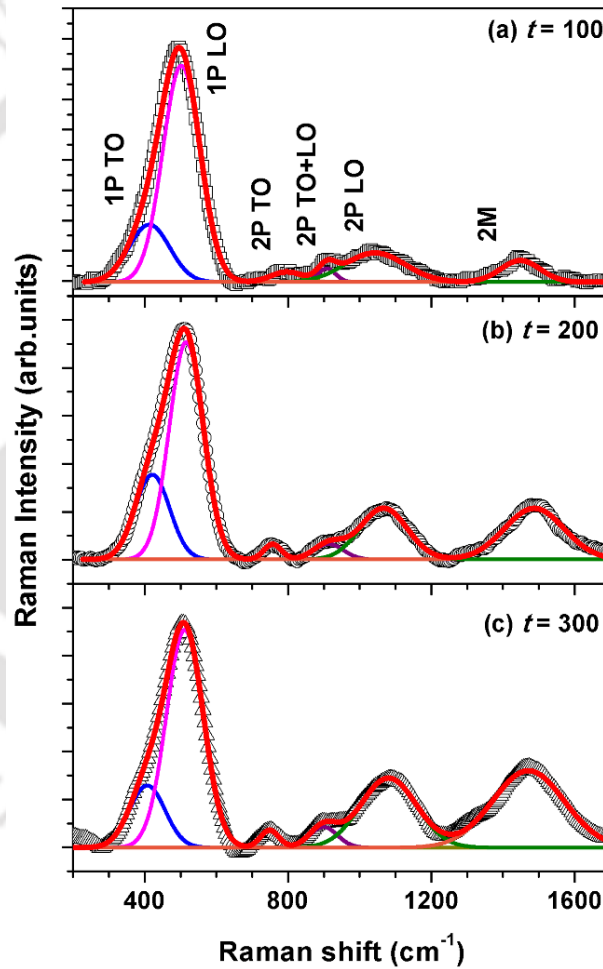 (a) t = 100
1P TO
1P LO
2P TO
2P TO+LO
2P LO
2M
(b) t = 200
(c) t = 300
Raman Intensity (arb.units)
400 800 1200 1600
Raman shift (cm⁻¹)